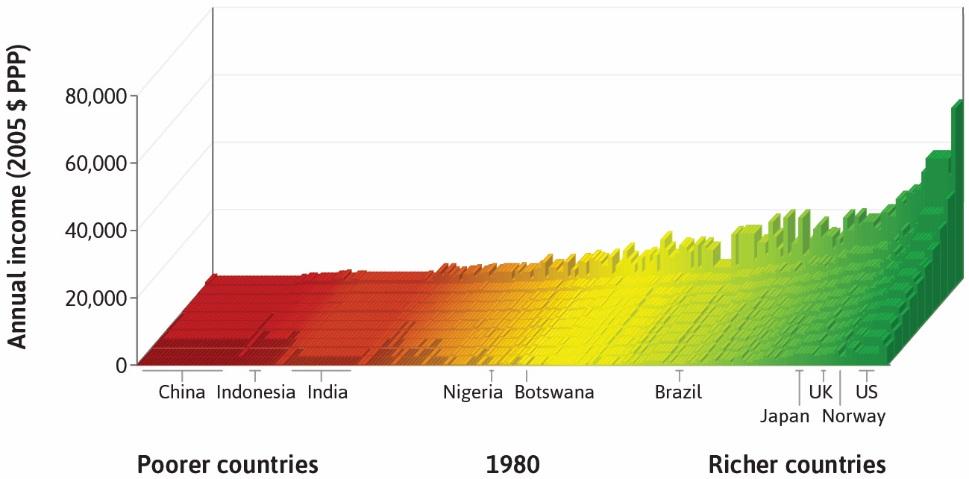 Annual income (2005 $ PPP)
80,000
60,000
40,000
20,000
0
China Indonesia India Nigeria Botswana Brazil UK US
Japan Norway
Poorer countries 1980 Richer countries